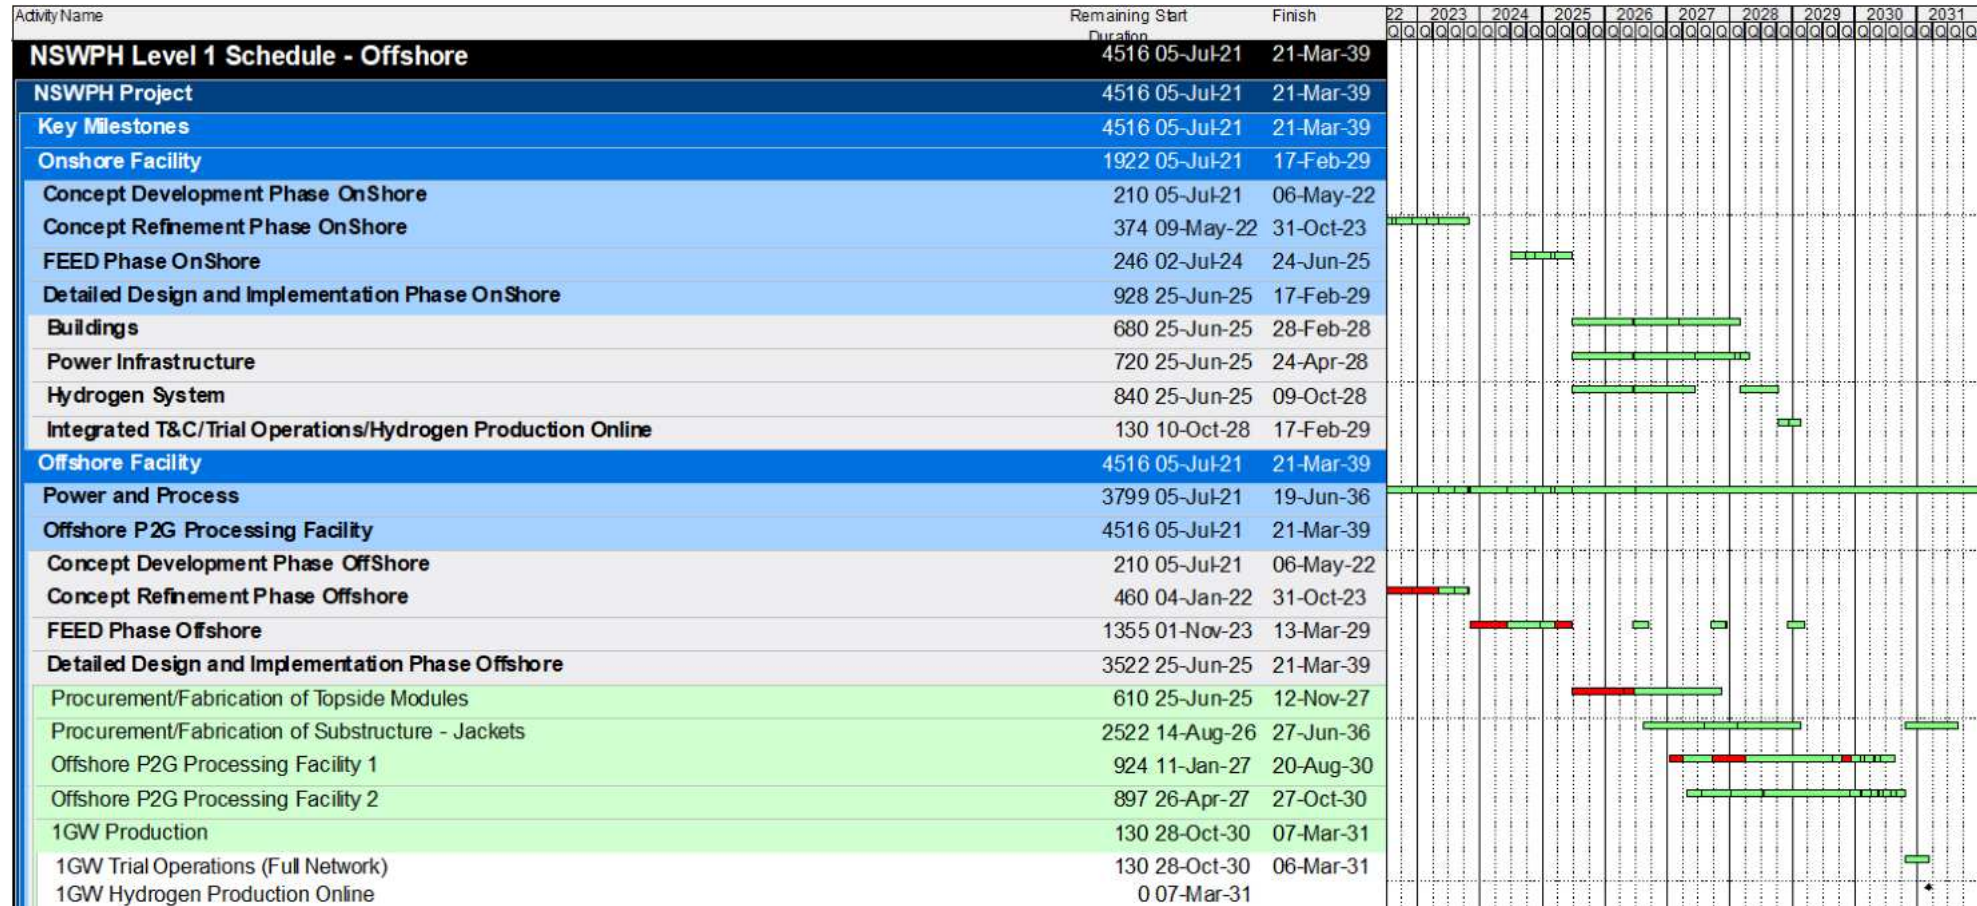 Activity Name Remaining Duration Start Finish 22 2023 2024 2025 2026 2027 2028 2029 2030 2031
Q Q Q Q Q Q Q Q Q Q Q Q Q Q Q Q Q Q Q Q Q Q Q Q Q Q Q Q Q Q Q Q Q Q Q Q Q Q
NSWPH Level 1 Schedule - Offshore 4516 05-Jul-21 21-Mar-39
NSWPH Project 4516 05-Jul-21 21-Mar-39
Key Milestones 4516 05-Jul-21 21-Mar-39
Onshore Facility 1922 05-Jul-21 17-Feb-29
Concept Development Phase OnShore 210 05-Jul-21 06-May-22
Concept Refinement Phase OnShore 374 09-May-22 31-Oct-23
FEED Phase OnShore 246 02-Jul-24 24-Jun-25
Detailed Design and Implementation Phase OnShore 928 25-Jun-25 17-Feb-29
Buildings 680 25-Jun-25 28-Feb-28
Power Infrastructure 720 25-Jun-25 24-Apr-28
Hydrogen System 840 25-Jun-25 09-Oct-28
Integrated T&C/Trial Operations/Hydrogen Production Online 130 10-Oct-28 17-Feb-29
Offshore Facility 4516 05-Jul-21 21-Mar-39
Power and Process 3799 05-Jul-21 19-Jun-36
Offshore P2G Processing Facility 4516 05-Jul-21 21-Mar-39
Concept Development Phase OffShore 210 05-Jul-21 06-May-22
Concept Refinement Phase Offshore 460 04-Jan-22 31-Oct-23
FEED Phase Offshore 1355 01-Nov-23 13-Mar-29
Detailed Design and Implementation Phase Offshore 3522 25-Jun-25 21-Mar-39
Procurement/Fabrication of Topside Modules 610 25-Jun-25 12-Nov-27
Procurement/Fabrication of Substructure - Jackets 2522 14-Aug-26 27-Jun-36
Offshore P2G Processing Facility 1 924 11-Jan-27 20-Aug-30
Offshore P2G Processing Facility 2 897 26-Apr-27 27-Oct-30
1GW Production 130 28-Oct-30 07-Mar-31
1GW Trial Operations (Full Network) 130 28-Oct-30 06-Mar-31
1GW Hydrogen Production Online 0 07-Mar-31